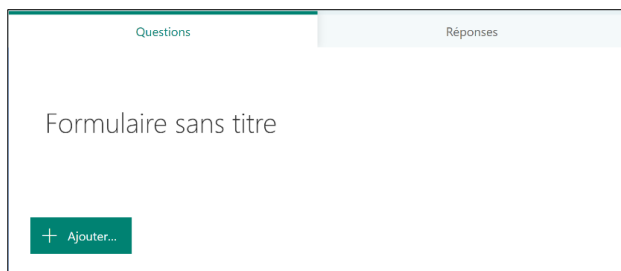 Questions
Réponses
Formulaire sans titre
Ajouter...